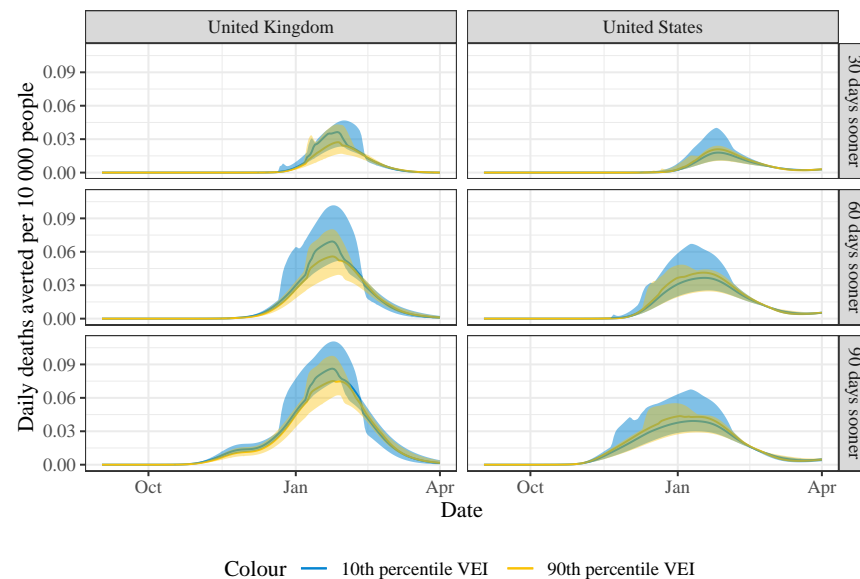 United Kingdom
United States
Daily deaths averted per 10 000 people
0.09
0.06
0.03
0.00
30 days sooner
0.09
0.06
0.03
0.00
60 days sooner
0.09
0.06
0.03
0.00
90 days sooner
Oct
Jan
Apr
Oct
Jan
Apr
Date
Colour
10th percentile VEI
90th percentile VEI